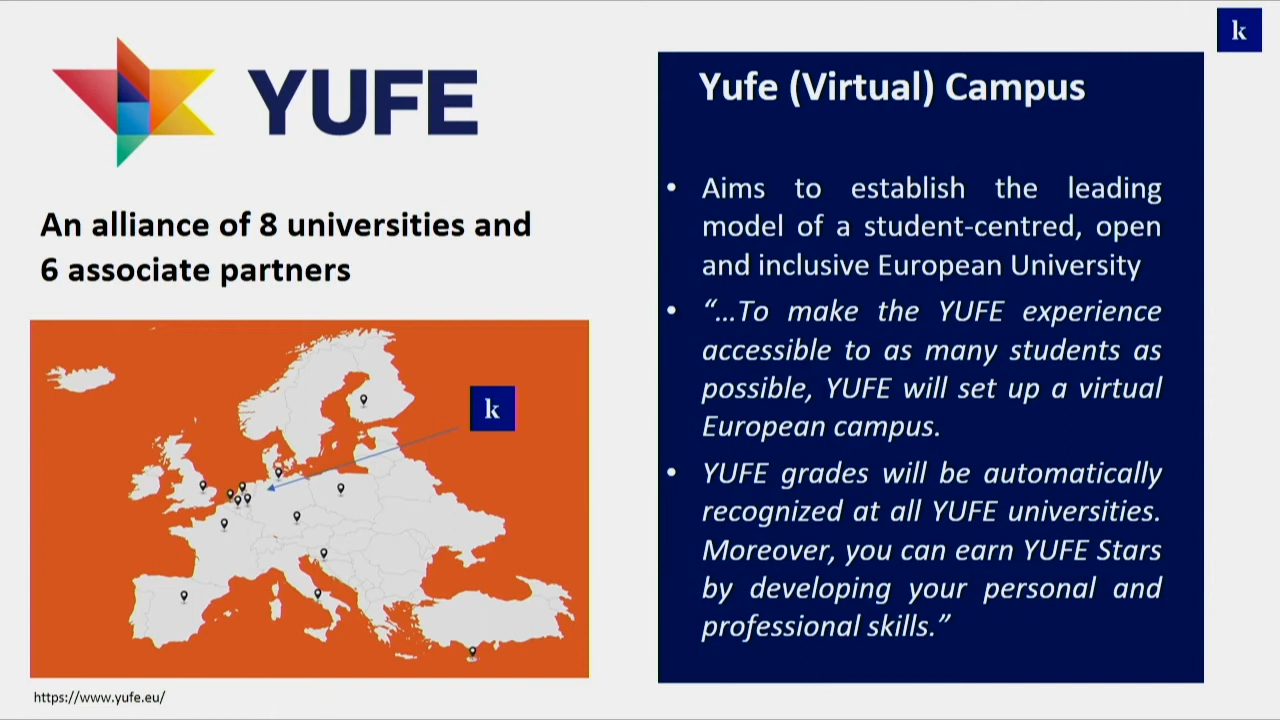 k
YUFE
An alliance of 8 universities and
6 associate partners
k
https://www.yufe.eu/
Yufe (Virtual) Campus
• Aims to establish the leading
model of a student-centred, open
and inclusive European University
• “…To make the YUFE experience
accessible to as many students as
possible, YUFE will set up a virtual
European campus.
• YUFE grades will be automatically
recognized at all YUFE universities.
Moreover, you can earn YUFE Stars
by developing your personal and
professional skills.”